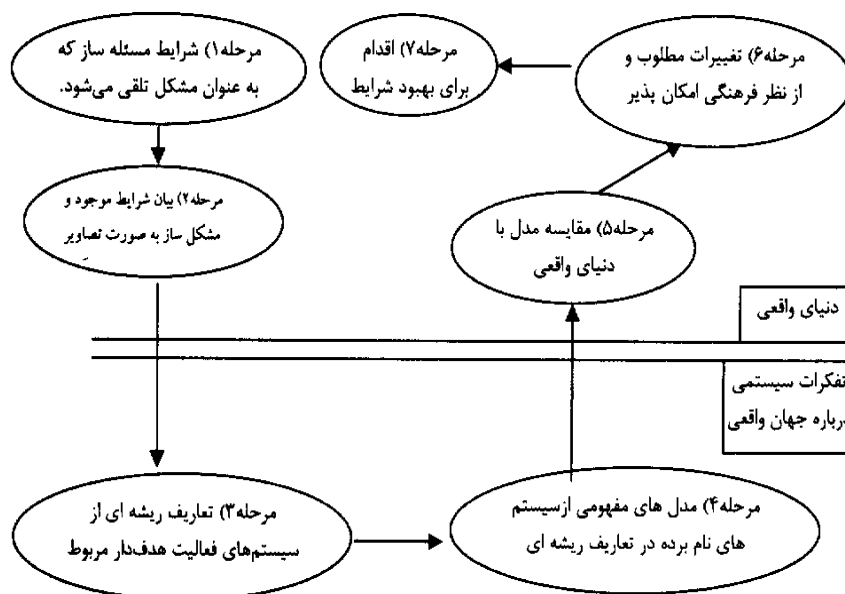 مرحله۱) شرایط مسئله ساز که
به عنوان مشکل تلقی می‌شود.
مرحله۲) بیان شرایط موجود و
مشکل ساز به صورت تصاویر
مرحله۳) تعاریف ریشه ای از
سیستم‌های فعالیت هدف‌دار مربوط
مرحله۴) مدل های مفهومی ازسیستم
های نام برده در تعاریف ریشه ای
مرحله۵) مقایسه مدل با
دنیای واقعی
مرحله۶) تغییرات مطلوب و
از نظر فرهنگی امکان پذیر
مرحله۷) اقدام
برای بهبود شرایط
دنیای واقعی
تفکرات سیستمی
درباره جهان واقعی